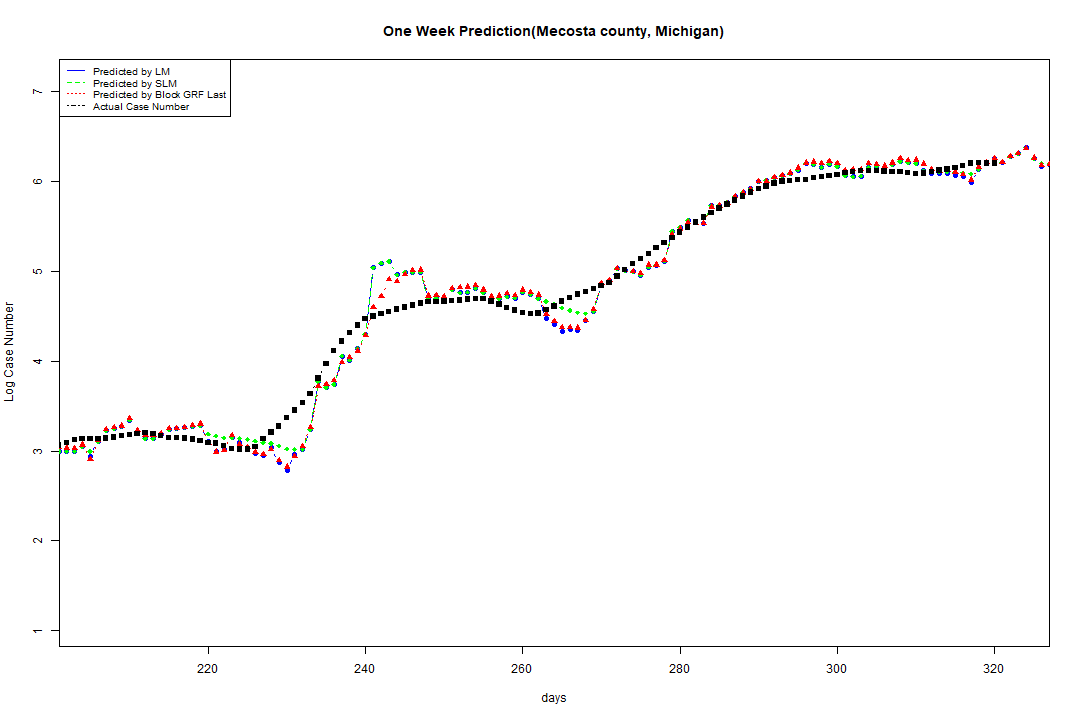 One Week Prediction(Mecosta county, Michigan)
Predicted by LM
Predicted by SLM
Predicted by Block GRF Last
Actual Case Number
7
6
5
4
3
2
1
Log Case Number
220 240 260 280 300 320
days